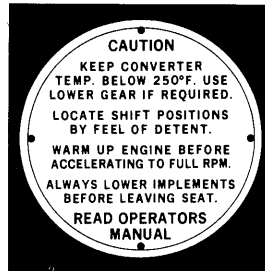 CAUTION
KEEP CONVERTER
TEMP. BELOW 250°F. USE
LOWER GEAR IF REQUIRED.
LOCATE SHIFT POSITIONS
BY FEEL OF DETENT.
WARM UP ENGINE BEFORE
ACCELERATING TO FULL RPM.
ALWAYS LOWER IMPLEMENTS
BEFORE LEAVING SEAT.
READ OPERATORS
MANUAL